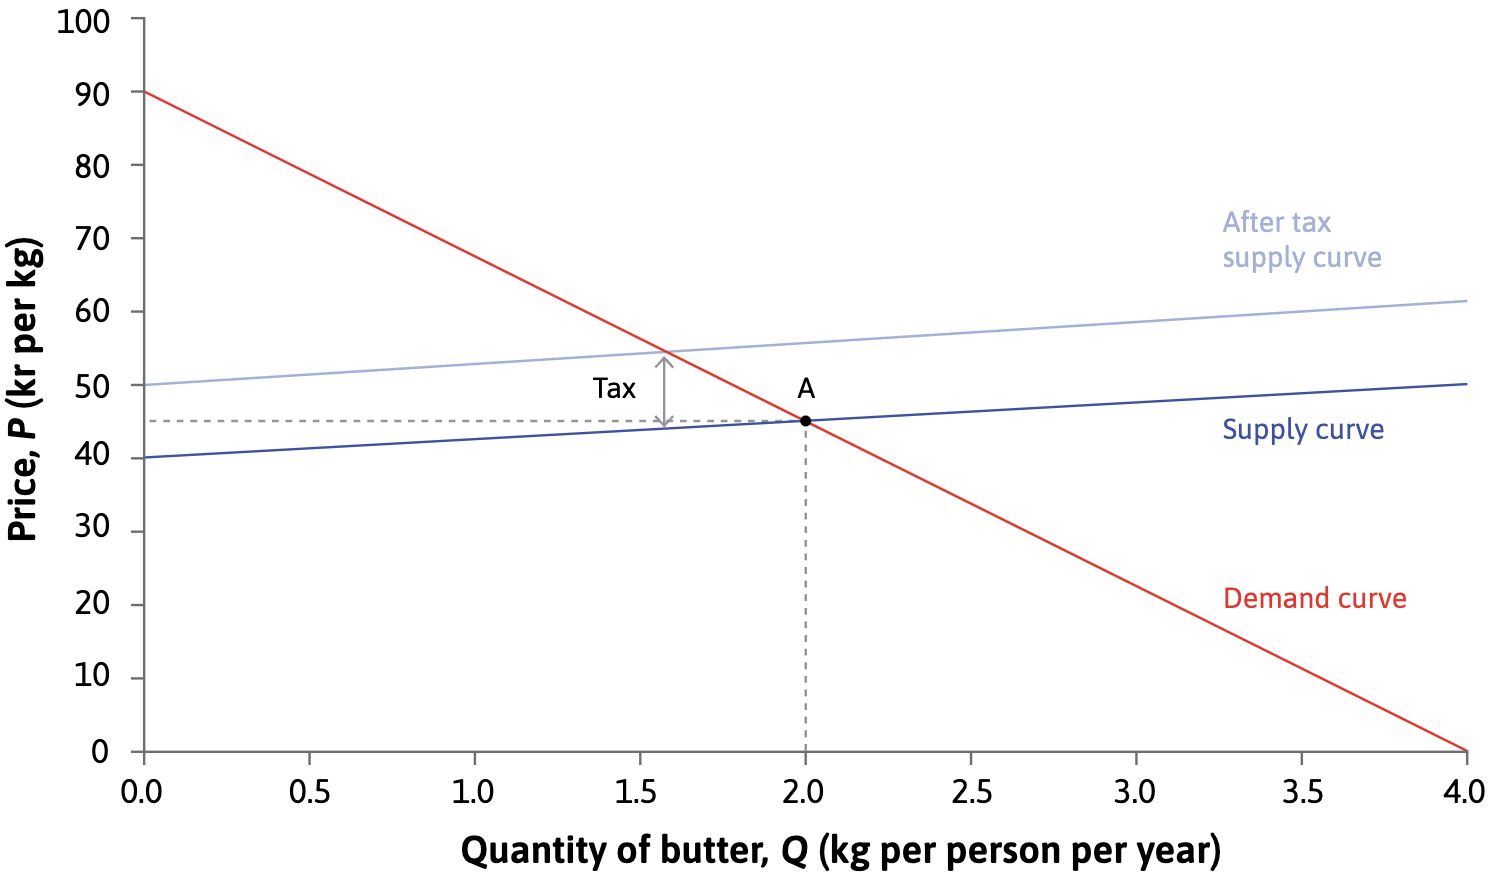 Price, P (kr per kg)
100
90
80
70
60
50
40
30
20
10
0
After tax
supply curve
Tax
A
Supply curve
Demand curve
0.0 0.5 1.0 1.5 2.0 2.5 3.0 3.5 4.0
Quantity of butter, Q (kg per person per year)